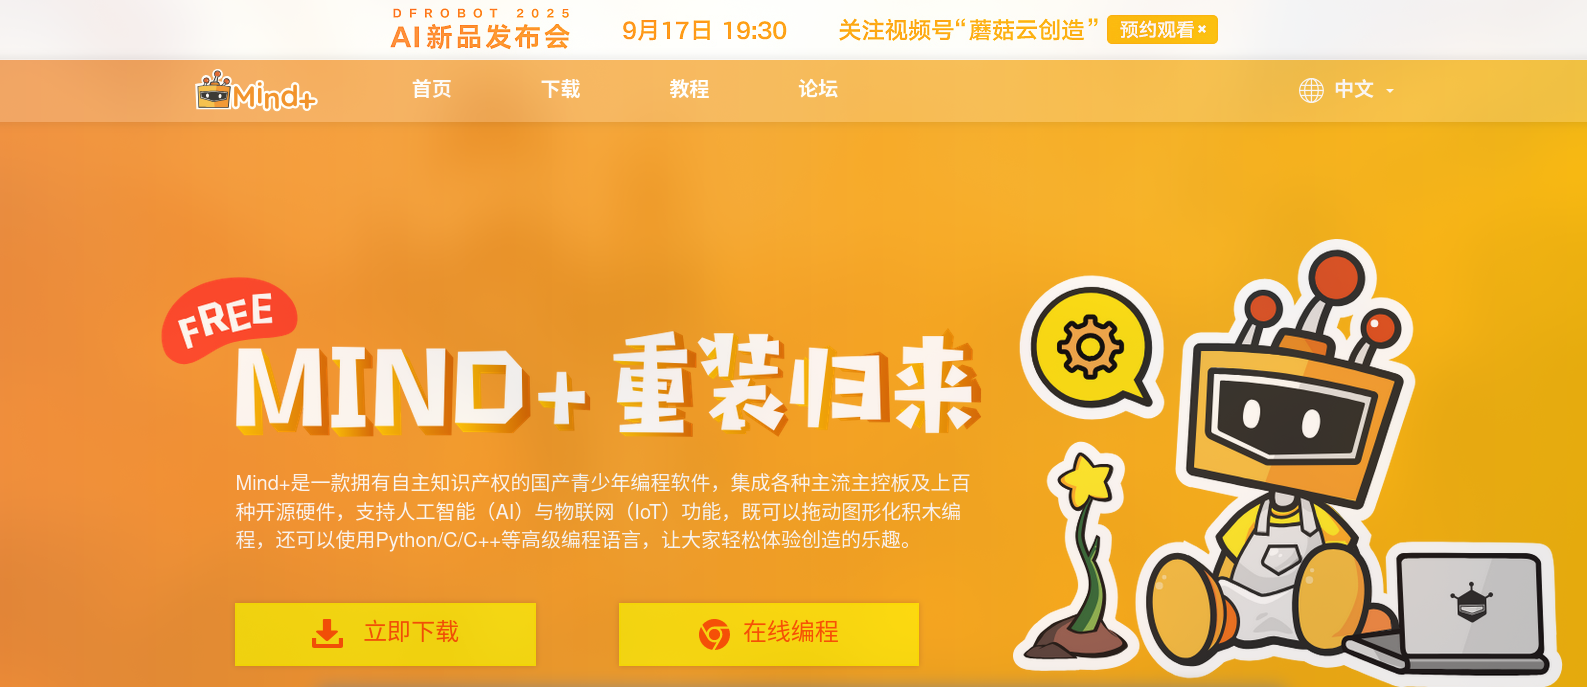 DFROBOT 2025
AI新品发布会
9月17日 19:30
关注视频号“蘑菇云创造”
预约观看×
Mind+
首页
下载
教程
论坛
中文
FREE
MIND+ 重装归来
Mind+是一款拥有自主知识产权的国产青少年编程软件，集成各种主流主控板及上百
种开源硬件，支持人工智能（AI）与物联网（IoT）功能，既可以拖动图形化积木编
程，还可以使用Python/C/C++等高级编程语言，让大家轻松体验创造的乐趣。
立即下载
在线编程